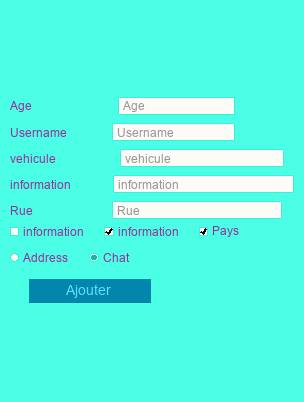 Age Age
Username Username
vehicule vehicule
information information
Rue Rue
information information Pays
Address Chat
Ajouter